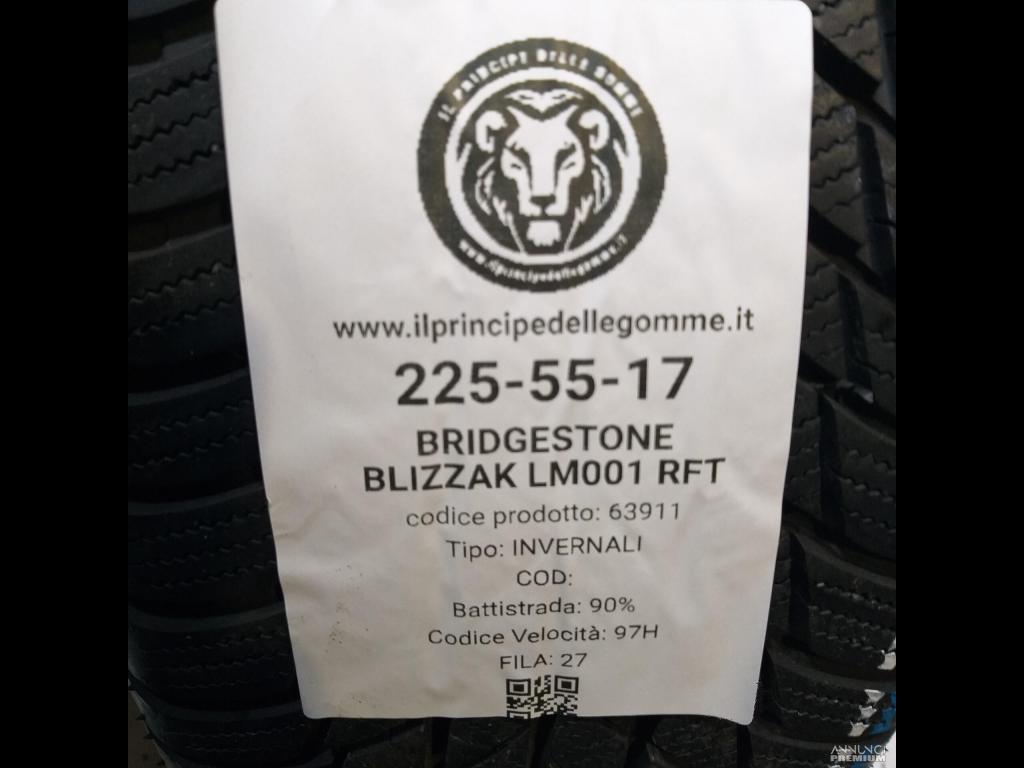 IL PRINCIPE DELLE GOMME
www.ilprincipedellegomme.it
www.ilprincipedellegomme.it
225-55-17
BRIDGESTONE
BLIZZAK LM001 RFT
codice prodotto: 63911
Tipo: INVERNALI
COD:
Battistrada: 90%
Codice Velocità: 97H
FILA: 27
ANNUNCI
PREMIUM